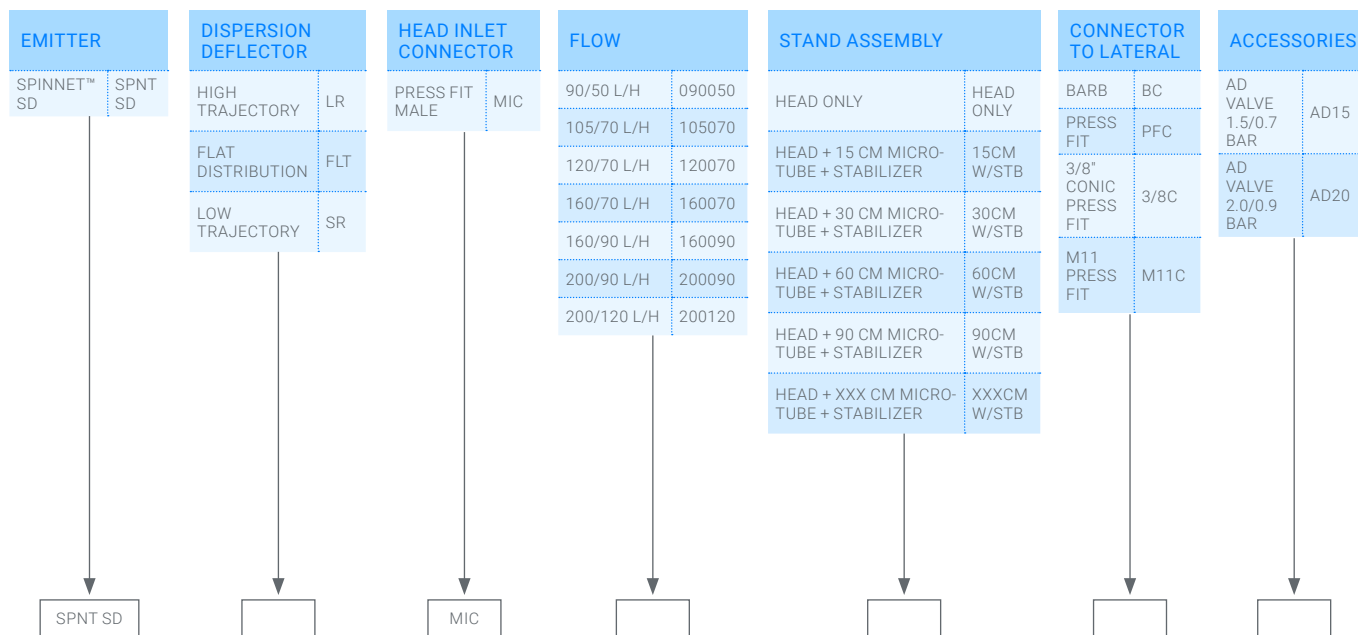 EMITTER
SPINNET™
SD
SPNT
SD
DISPERSION
DEFLECTOR
HIGH
TRAJECTORY
LR
FLAT
DISTRIBUTION
FLT
LOW
TRAJECTORY
SR
HEAD INLET
CONNECTOR
PRESS FIT
MALE
MIC
FLOW
90/50 L/H
090050
105/70 L/H
105070
120/70 L/H
120070
160/70 L/H
160070
160/90 L/H
160090
200/90 L/H
200090
200/120 L/H
200120
STAND ASSEMBLY
HEAD ONLY
HEAD
ONLY
HEAD + 15 CM MICRO-
TUBE + STABILIZER
15CM
W/STB
HEAD + 30 CM MICRO-
TUBE + STABILIZER
30CM
W/STB
HEAD + 60 CM MICRO-
TUBE + STABILIZER
60CM
W/STB
HEAD + 90 CM MICRO-
TUBE + STABILIZER
90CM
W/STB
HEAD + XXX CM MICRO-
TUBE + STABILIZER
XXXCM
W/STB
CONNECTOR
TO LATERAL
BARB
BC
PRESS
FIT
PFC
3/8"
CONIC
PRESS
FIT
3/8C
M11
PRESS
FIT
M11C
ACCESSORIES
AD
VALVE
1.5/0.7
BAR
AD15
AD
VALVE
2.0/0.9
BAR
AD20
SPNT SD
MIC